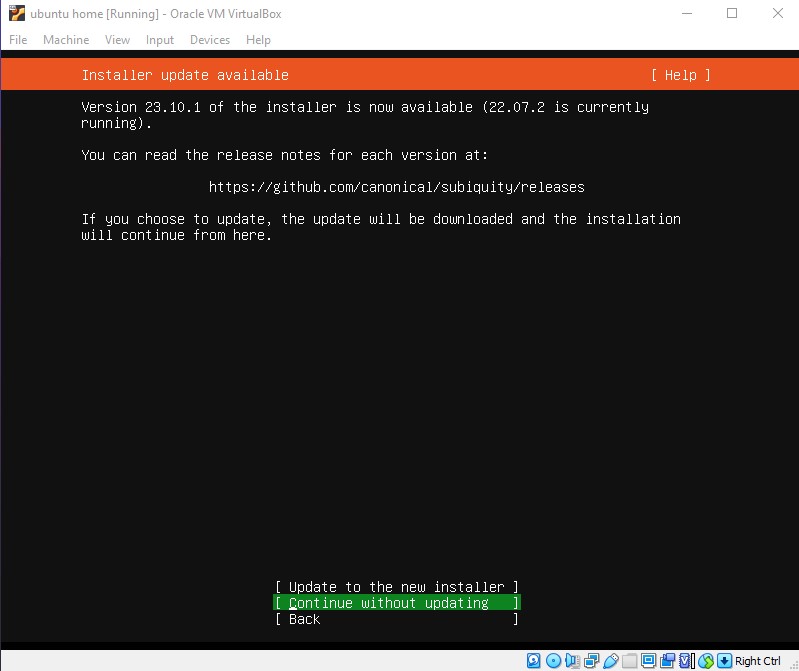 ubuntu home [Running] - Oracle VM VirtualBox
File Machine View Input Devices Help
Installer update available [ Help ]
Version 23.10.1 of the installer is now available (22.07.2 is currently
running).
You can read the release notes for each version at:
https://github.com/canonical/subiquity/releases
If you choose to update, the update will be downloaded and the installation
will continue from here.
[ Update to the new installer ]
[ Continue without updating ]
[ Back ]
Right Ctrl